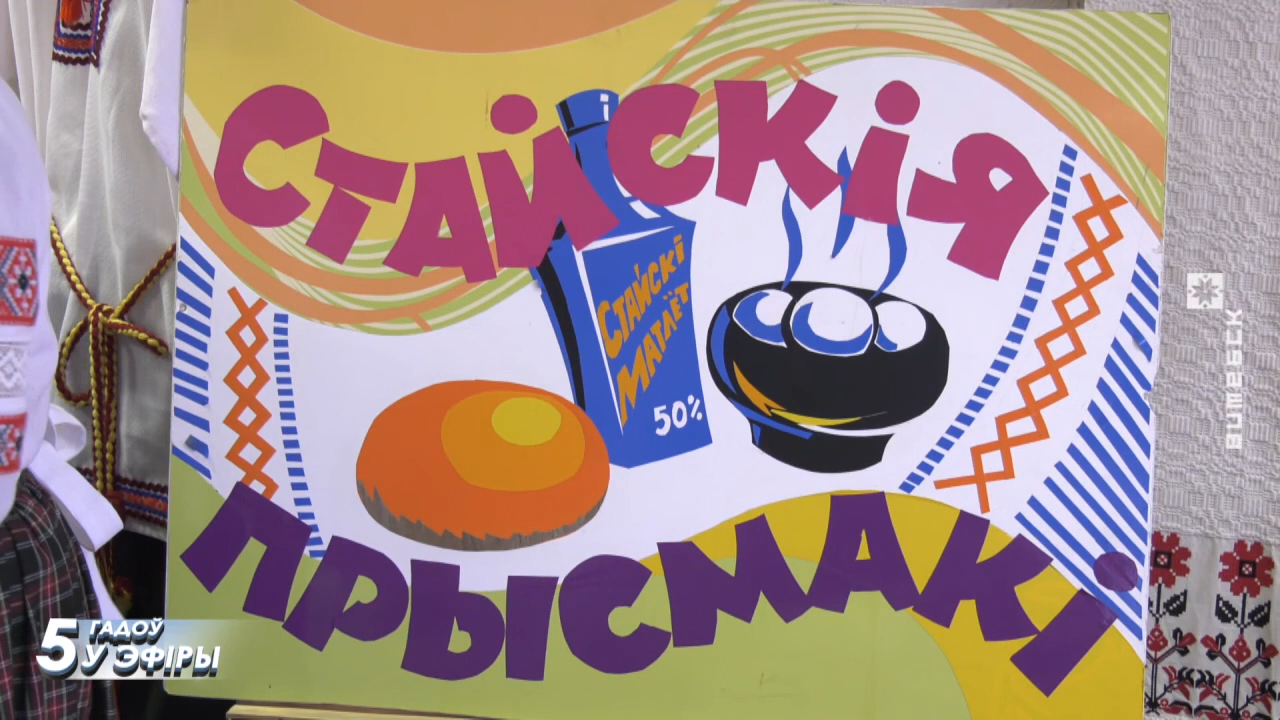 СТАЙСКІЯ
СТАЙСКІ
МАТЛЁТ
50%
ПРЫСМАКІ
5 ГАДОЎ
У ЭФІРЫ
ВИТЕБСК